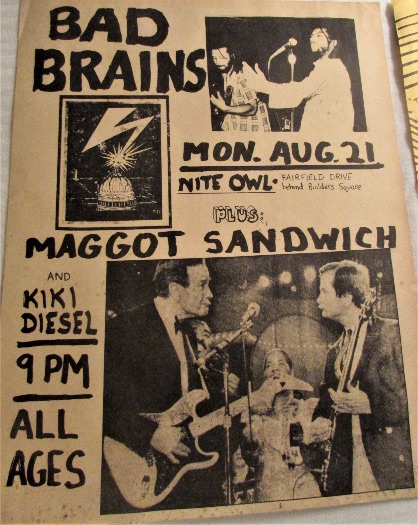 BAD
BRAINS
MON. AUG. 21
NITE OWL. FAIRFIELD DRIVE
behind Builders Square
PLUS:
MAGGOT SANDWICH
AND
KIKI
DIESEL
9 PM
ALL
AGES